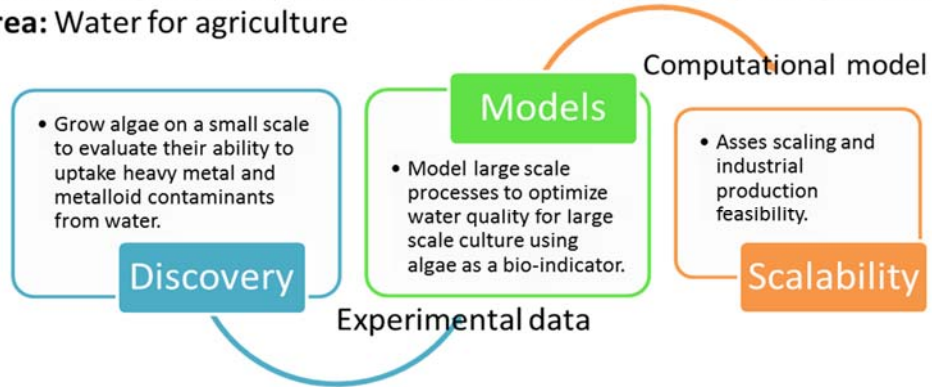 rea: Water for agriculture
Computational model
• Grow algae on a small scale
to evaluate their ability to
uptake heavy metal and
metalloid contaminants
from water.
Discovery
Models
• Model large scale
processes to optimize
water quality for large
scale culture using
algae as a bio-indicator.
• Asses scaling and
industrial
production
feasibility.
Scalability
Experimental data